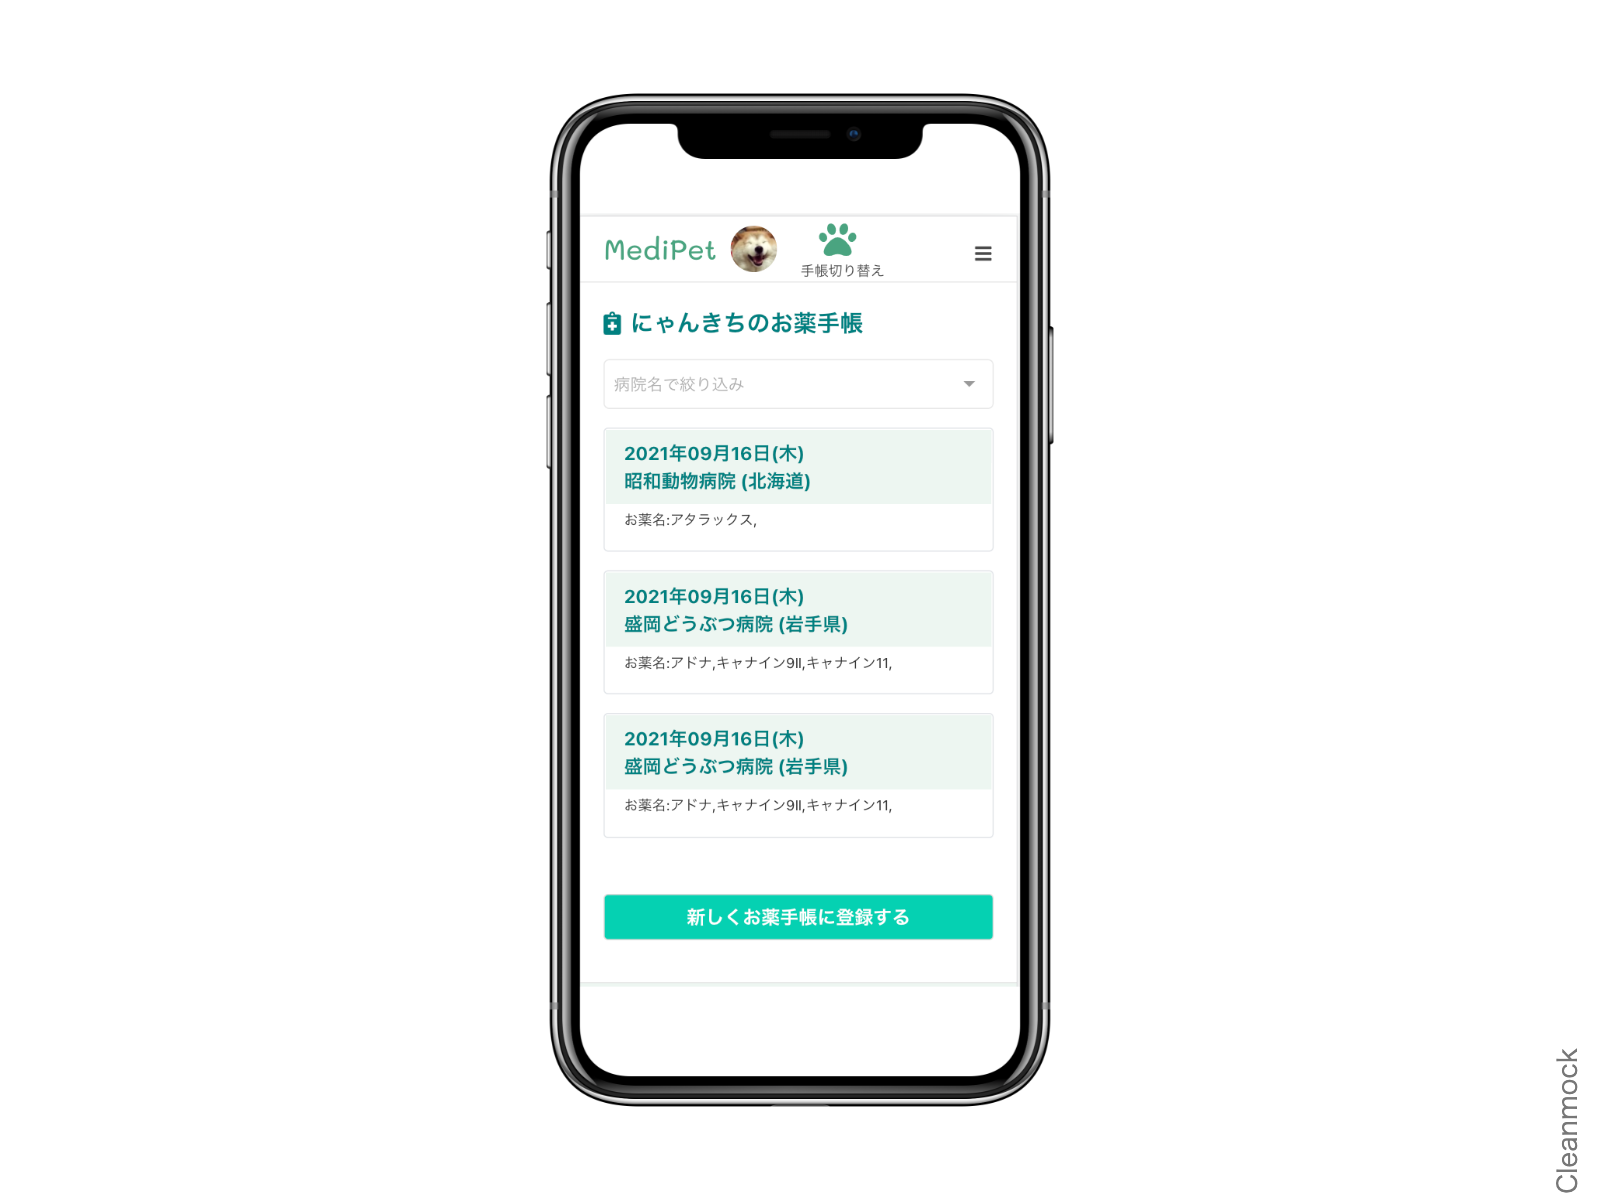 MediPet
手帳切り替え
にゃんきちのお薬手帳
病院名で絞り込み
2021年09月16日(木)
昭和動物病院 (北海道)
お薬名:アタラックス,
2021年09月16日(木)
盛岡どうぶつ病院 (岩手県)
お薬名:アドナ,キャナイン9II,キャナイン11,
2021年09月16日(木)
盛岡どうぶつ病院 (岩手県)
お薬名:アドナ,キャナイン9II,キャナイン11,
新しくお薬手帳に登録する
Cleanmock